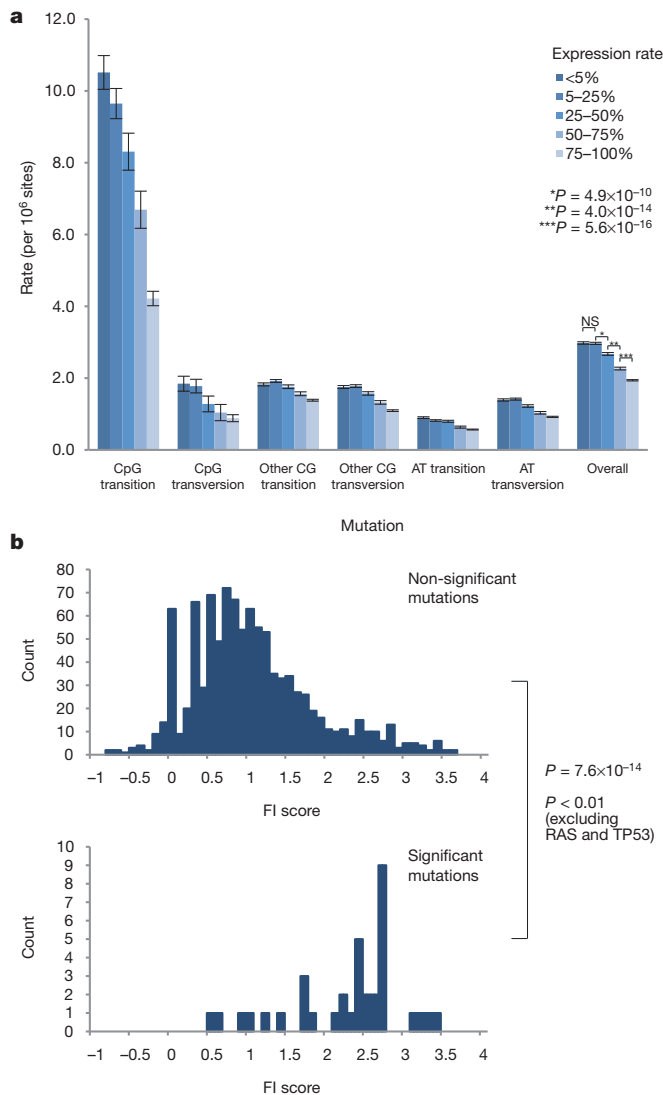 a
12.0
10.0
8.0
6.0
4.0
2.0
0.0
Rate (per 10⁶ sites)
Expression rate
<5%
5–25%
25–50%
50–75%
75–100%
*P = 4.9×10⁻¹⁰
**P = 4.0×10⁻¹⁴
***P = 5.6×10⁻¹⁶
NS
*
**
***
CpG transition
CpG transversion
Other CG transition
Other CG transversion
AT transition
AT transversion
Overall
Mutation
b
80
70
60
50
40
30
20
10
0
Count
Non-significant
mutations
−1 −0.5 0 0.5 1 1.5 2 2.5 3 3.5 4
FI score
P = 7.6×10⁻¹⁴
P < 0.01
(excluding
RAS and TP53)
10
9
8
7
6
5
4
3
2
1
0
Count
Significant
mutations
−1 −0.5 0 0.5 1 1.5 2 2.5 3 3.5 4
FI score